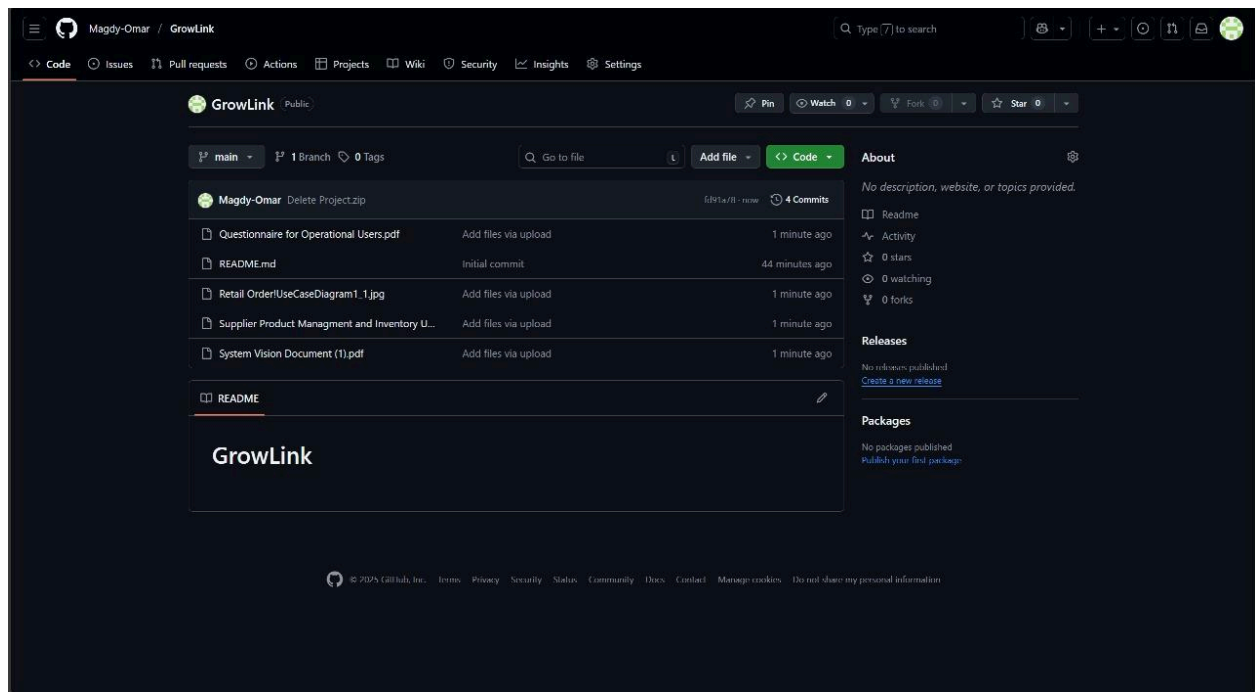 Magdy-Omar / GrowLink
Type 7 to search
Code Issues Pull requests Actions Projects Wiki Security Insights Settings
GrowLink Public
Pin Watch 0 Fork 0 Star 0
main 1 Branch 0 Tags
Go to file
Add file Code
Magdy-Omar Delete Project.zip
now 4 Commits
Questionnaire for Operational Users.pdf Add files via upload 1 minute ago
README.md Initial commit 44 minutes ago
Retail Order!UseCaseDiagram1_1.jpg Add files via upload 1 minute ago
Supplier Product Managment and Inventory U... Add files via upload 1 minute ago
System Vision Document (1).pdf Add files via upload 1 minute ago
README
GrowLink
About
No description, website, or topics provided.
Readme
Activity
0 stars
0 watching
0 forks
Releases
No releases published
Create a new release
Packages
No packages published
Publish your first package
© 2025 GitHub, Inc. Terms Privacy Security Status Community Docs Contact Manage cookies Do not share my personal information